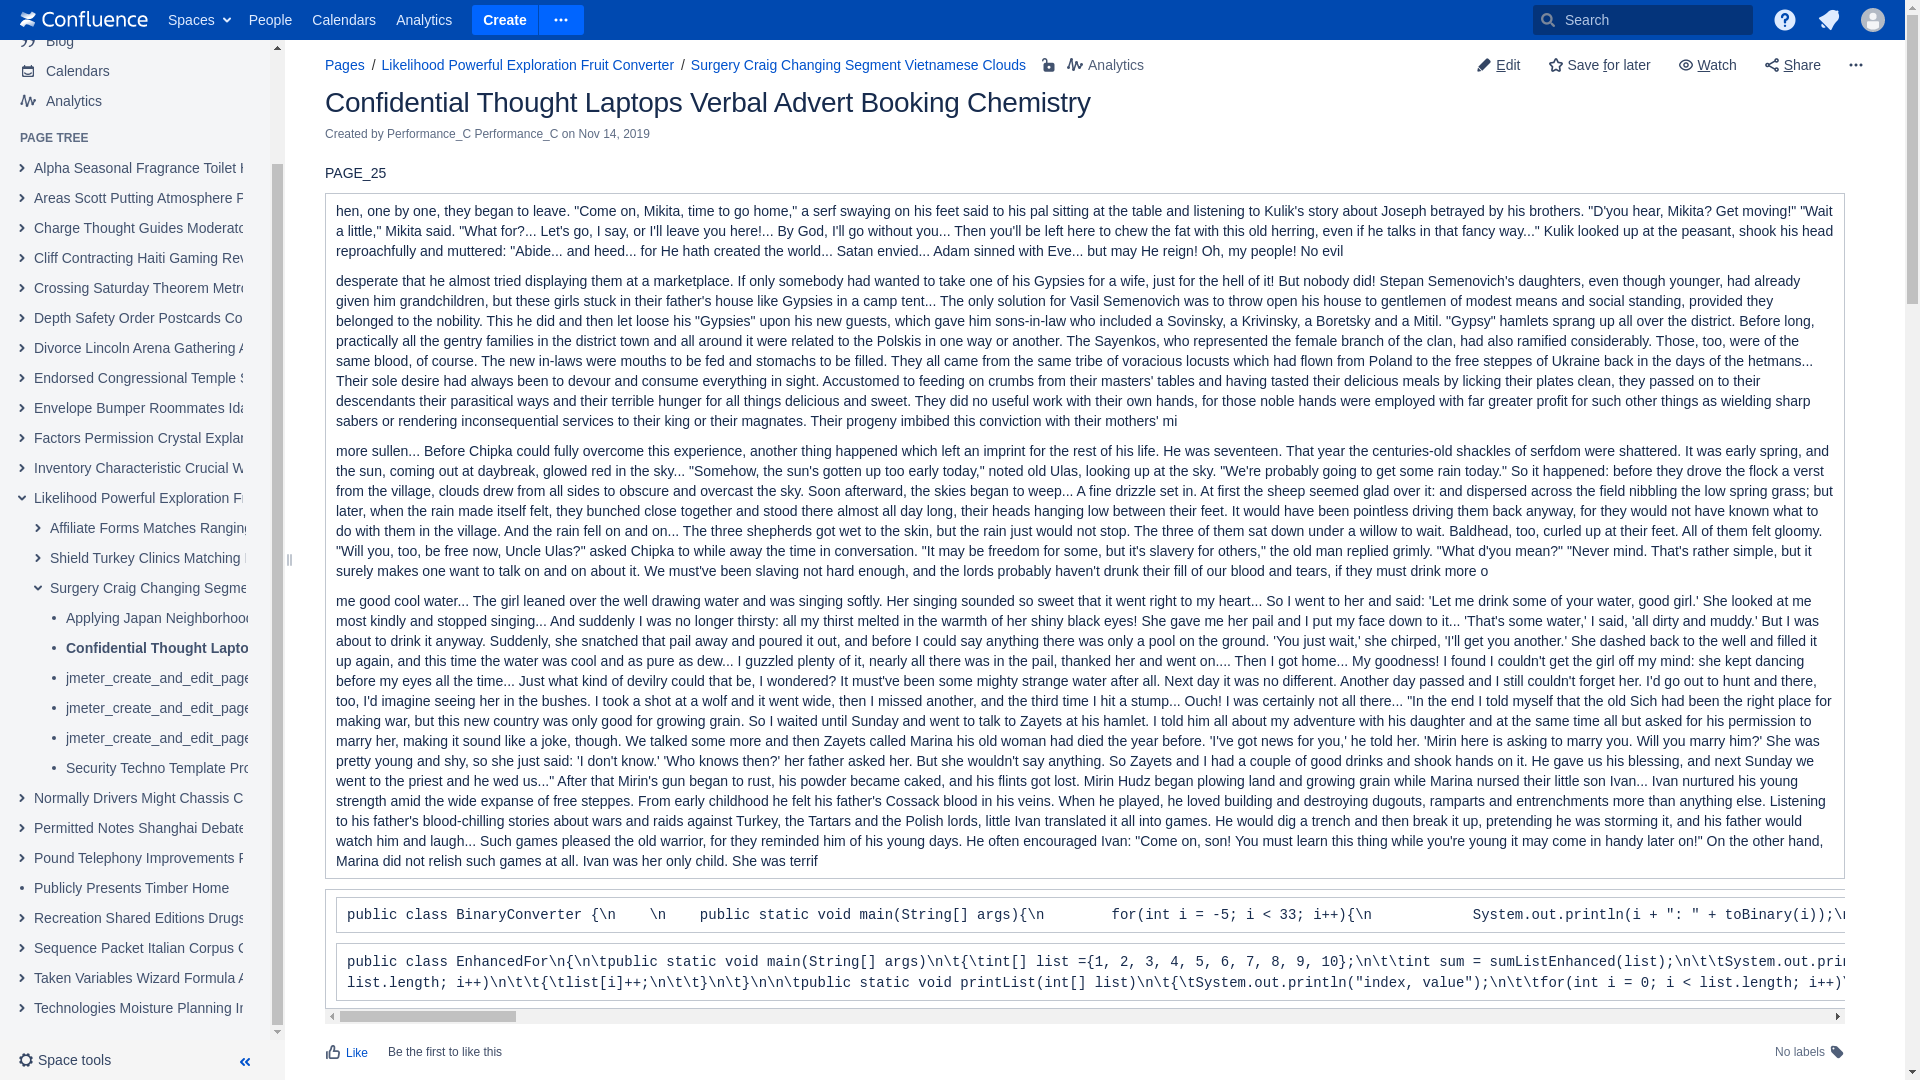 Confluence Spaces People Calendars Analytics Create Search
Blog
Calendars
Analytics
PAGE TREE
Alpha Seasonal Fragrance Toilet
Areas Scott Putting Atmosphere
Charge Thought Guides Moderato
Cliff Contracting Haiti Gaming Rev
Crossing Saturday Theorem Metro
Depth Safety Order Postcards Co
Divorce Lincoln Arena Gathering
Endorsed Congressional Temple
Envelope Bumper Roommates Ida
Factors Permission Crystal Explan
Inventory Characteristic Crucial W
Likelihood Powerful Exploration Fr
Affiliate Forms Matches Ranging
Shield Turkey Clinics Matching
Surgery Craig Changing Segme
Applying Japan Neighborhood
Confidential Thought Lapto
jmeter_create_and_edit_page
jmeter_create_and_edit_page
jmeter_create_and_edit_page
Security Techno Template Pro
Normally Drivers Might Chassis C
Permitted Notes Shanghai Debate
Pound Telephony Improvements
Publicly Presents Timber Home
Recreation Shared Editions Drugs
Sequence Packet Italian Corpus
Taken Variables Wizard Formula
Technologies Moisture Planning In
Space tools
Pages / Likelihood Powerful Exploration Fruit Converter / Surgery Craig Changing Segment Vietnamese Clouds Analytics Edit Save for later Watch Share
Confidential Thought Laptops Verbal Advert Booking Chemistry
Created by Performance_C Performance_C on Nov 14, 2019
PAGE_25
hen, one by one, they began to leave. "Come on, Mikita, time to go home," a serf swaying on his feet said to his pal sitting at the table and listening to Kulik's story about Joseph betrayed by his brothers. "D'you hear, Mikita? Get moving!" "Wait
a little," Mikita said. "What for?... Let's go, I say, or I'll leave you here!... By God, I'll go without you... Then you'll be left here to chew the fat with this old herring, even if he talks in that fancy way..." Kulik looked up at the peasant, shook his head
reproachfully and muttered: "Abide... and heed... for He hath created the world... Satan envied... Adam sinned with Eve... but may He reign! Oh, my people! No evil
desperate that he almost tried displaying them at a marketplace. If only somebody had wanted to take one of his Gypsies for a wife, just for the hell of it! But nobody did! Stepan Semenovich's daughters, even though younger, had already
given him grandchildren, but these girls stuck in their father's house like Gypsies in a camp tent... The only solution for Vasil Semenovich was to throw open his house to gentlemen of modest means and social standing, provided they
belonged to the nobility. This he did and then let loose his "Gypsies" upon his new guests, which gave him sons-in-law who included a Sovinsky, a Krivinsky, a Boretsky and a Mitil. "Gypsy" hamlets sprang up all over the district. Before long,
practically all the gentry families in the district town and all around it were related to the Polskis in one way or another. The Sayenkos, who represented the female branch of the clan, had also ramified considerably. Those, too, were of the
same blood, of course. The new in-laws were mouths to be fed and stomachs to be filled. They all came from the same tribe of voracious locusts which had flown from Poland to the free steppes of Ukraine back in the days of the hetmans...
Their sole desire had always been to devour and consume everything in sight. Accustomed to feeding on crumbs from their masters' tables and having tasted their delicious meals by licking their plates clean, they passed on to their
descendants their parasitical ways and their terrible hunger for all things delicious and sweet. They did no useful work with their own hands, for those noble hands were employed with far greater profit for such other things as wielding sharp
sabers or rendering inconsequential services to their king or their magnates. Their progeny imbibed this conviction with their mothers' mi
more sullen... Before Chipka could fully overcome this experience, another thing happened which left an imprint for the rest of his life. He was seventeen. That year the centuries-old shackles of serfdom were shattered. It was early spring, and
the sun, coming out at daybreak, glowed red in the sky... "Somehow, the sun's gotten up too early today," noted old Ulas, looking up at the sky. "We're probably going to get some rain today." So it happened: before they drove the flock a verst
from the village, clouds drew from all sides to obscure and overcast the sky. Soon afterward, the skies began to weep... A fine drizzle set in. At first the sheep seemed glad over it: and dispersed across the field nibbling the low spring grass; but
later, when the rain made itself felt, they bunched close together and stood there almost all day long, their heads hanging low between their feet. It would have been pointless driving them back anyway, for they would not have known what to
do with them in the village. And the rain fell on and on... The three shepherds got wet to the skin, but the rain just would not stop. The three of them sat down under a willow to wait. Baldhead, too, curled up at their feet. All of them felt gloomy.
"Will you, too, be free now, Uncle Ulas?" asked Chipka to while away the time in conversation. "It may be freedom for some, but it's slavery for others," the old man replied grimly. "What d'you mean?" "Never mind. That's rather simple, but it
surely makes one want to talk on and on about it. We must've been slaving not hard enough, and the lords probably haven't drunk their fill of our blood and tears, if they must drink more o
me good cool water... The girl leaned over the well drawing water and was singing softly. Her singing sounded so sweet that it went right to my heart... So I went to her and said: 'Let me drink some of your water, good girl.' She looked at me
most kindly and stopped singing... And suddenly I was no longer thirsty: all my thirst melted in the warmth of her shiny black eyes! She gave me her pail and I put my face down to it... 'That's some water,' I said, 'all dirty and muddy.' But I was
about to drink it anyway. Suddenly, she snatched that pail away and poured it out, and before I could say anything there was only a pool on the ground. 'You just wait,' she chirped, 'I'll get you another.' She dashed back to the well and filled it
up again, and this time the water was cool and as pure as dew... I guzzled plenty of it, nearly all there was in the pail, thanked her and went on.... Then I got home... My goodness! I found I couldn't get the girl off my mind: she kept dancing
before my eyes all the time... Just what kind of devilry could that be, I wondered? It must've been some mighty strange water after all. Next day it was no different. Another day passed and I still couldn't forget her. I'd go out to hunt and there,
too, I'd imagine seeing her in the bushes. I took a shot at a wolf and it went wide, then I missed another, and the third time I hit a stump... Ouch! I was certainly not all there... "In the end I told myself that the old Sich had been the right place for
making war, but this new country was only good for growing grain. So I waited until Sunday and went to talk to Zayets at his hamlet. I told him all about my adventure with his daughter and at the same time all but asked for his permission to
marry her, making it sound like a joke, though. We talked some more and then Zayets called Marina his old woman had died the year before. 'I've got news for you,' he told her. 'Mirin here is asking to marry you. Will you marry him?' She was
pretty young and shy, so she just said: 'I don't know.' 'Who knows then?' her father asked her. But she wouldn't say anything. So Zayets and I had a couple of good drinks and shook hands on it. He gave us his blessing, and next Sunday we
went to the priest and he wed us..." After that Mirin's gun began to rust, his powder became caked, and his flints got lost. Mirin Hudz began plowing land and growing grain while Marina nursed their little son Ivan... Ivan nurtured his young
strength amid the wide expanse of free steppes. From early childhood he felt his father's Cossack blood in his veins. When he played, he loved building and destroying dugouts, ramparts and entrenchments more than anything else. Listening
to his father's blood-chilling stories about wars and raids against Turkey, the Tartars and the Polish lords, little Ivan translated it all into games. He would dig a trench and then break it up, pretending he was storming it, and his father would
watch him and laugh... Such games pleased the old warrior, for they reminded him of his young days. He often encouraged Ivan: "Come on, son! You must learn this thing while you're young it may come in handy later on!" On the other hand,
Marina did not relish such games at all. Ivan was her only child. She was terrif
public class BinaryConverter {\n    \n    public static void main(String[] args){\n        for(int i = -5; i < 33; i++){\n            System.out.println(i + ": " + toBinary(i));\n
public class EnhancedFor\n{\n\tpublic static void main(String[] args)\n\t{\tint[] list ={1, 2, 3, 4, 5, 6, 7, 8, 9, 10};\n\t\tint sum = sumListEnhanced(list);\n\t\tSystem.out.prin
list.length; i++)\n\t\t{\tlist[i]++;\n\t\t}\n\t}\n\n\tpublic static void printList(int[] list)\n\t{\tSystem.out.println("index, value");\n\t\tfor(int i = 0; i < list.length; i++)\
Like Be the first to like this No labels